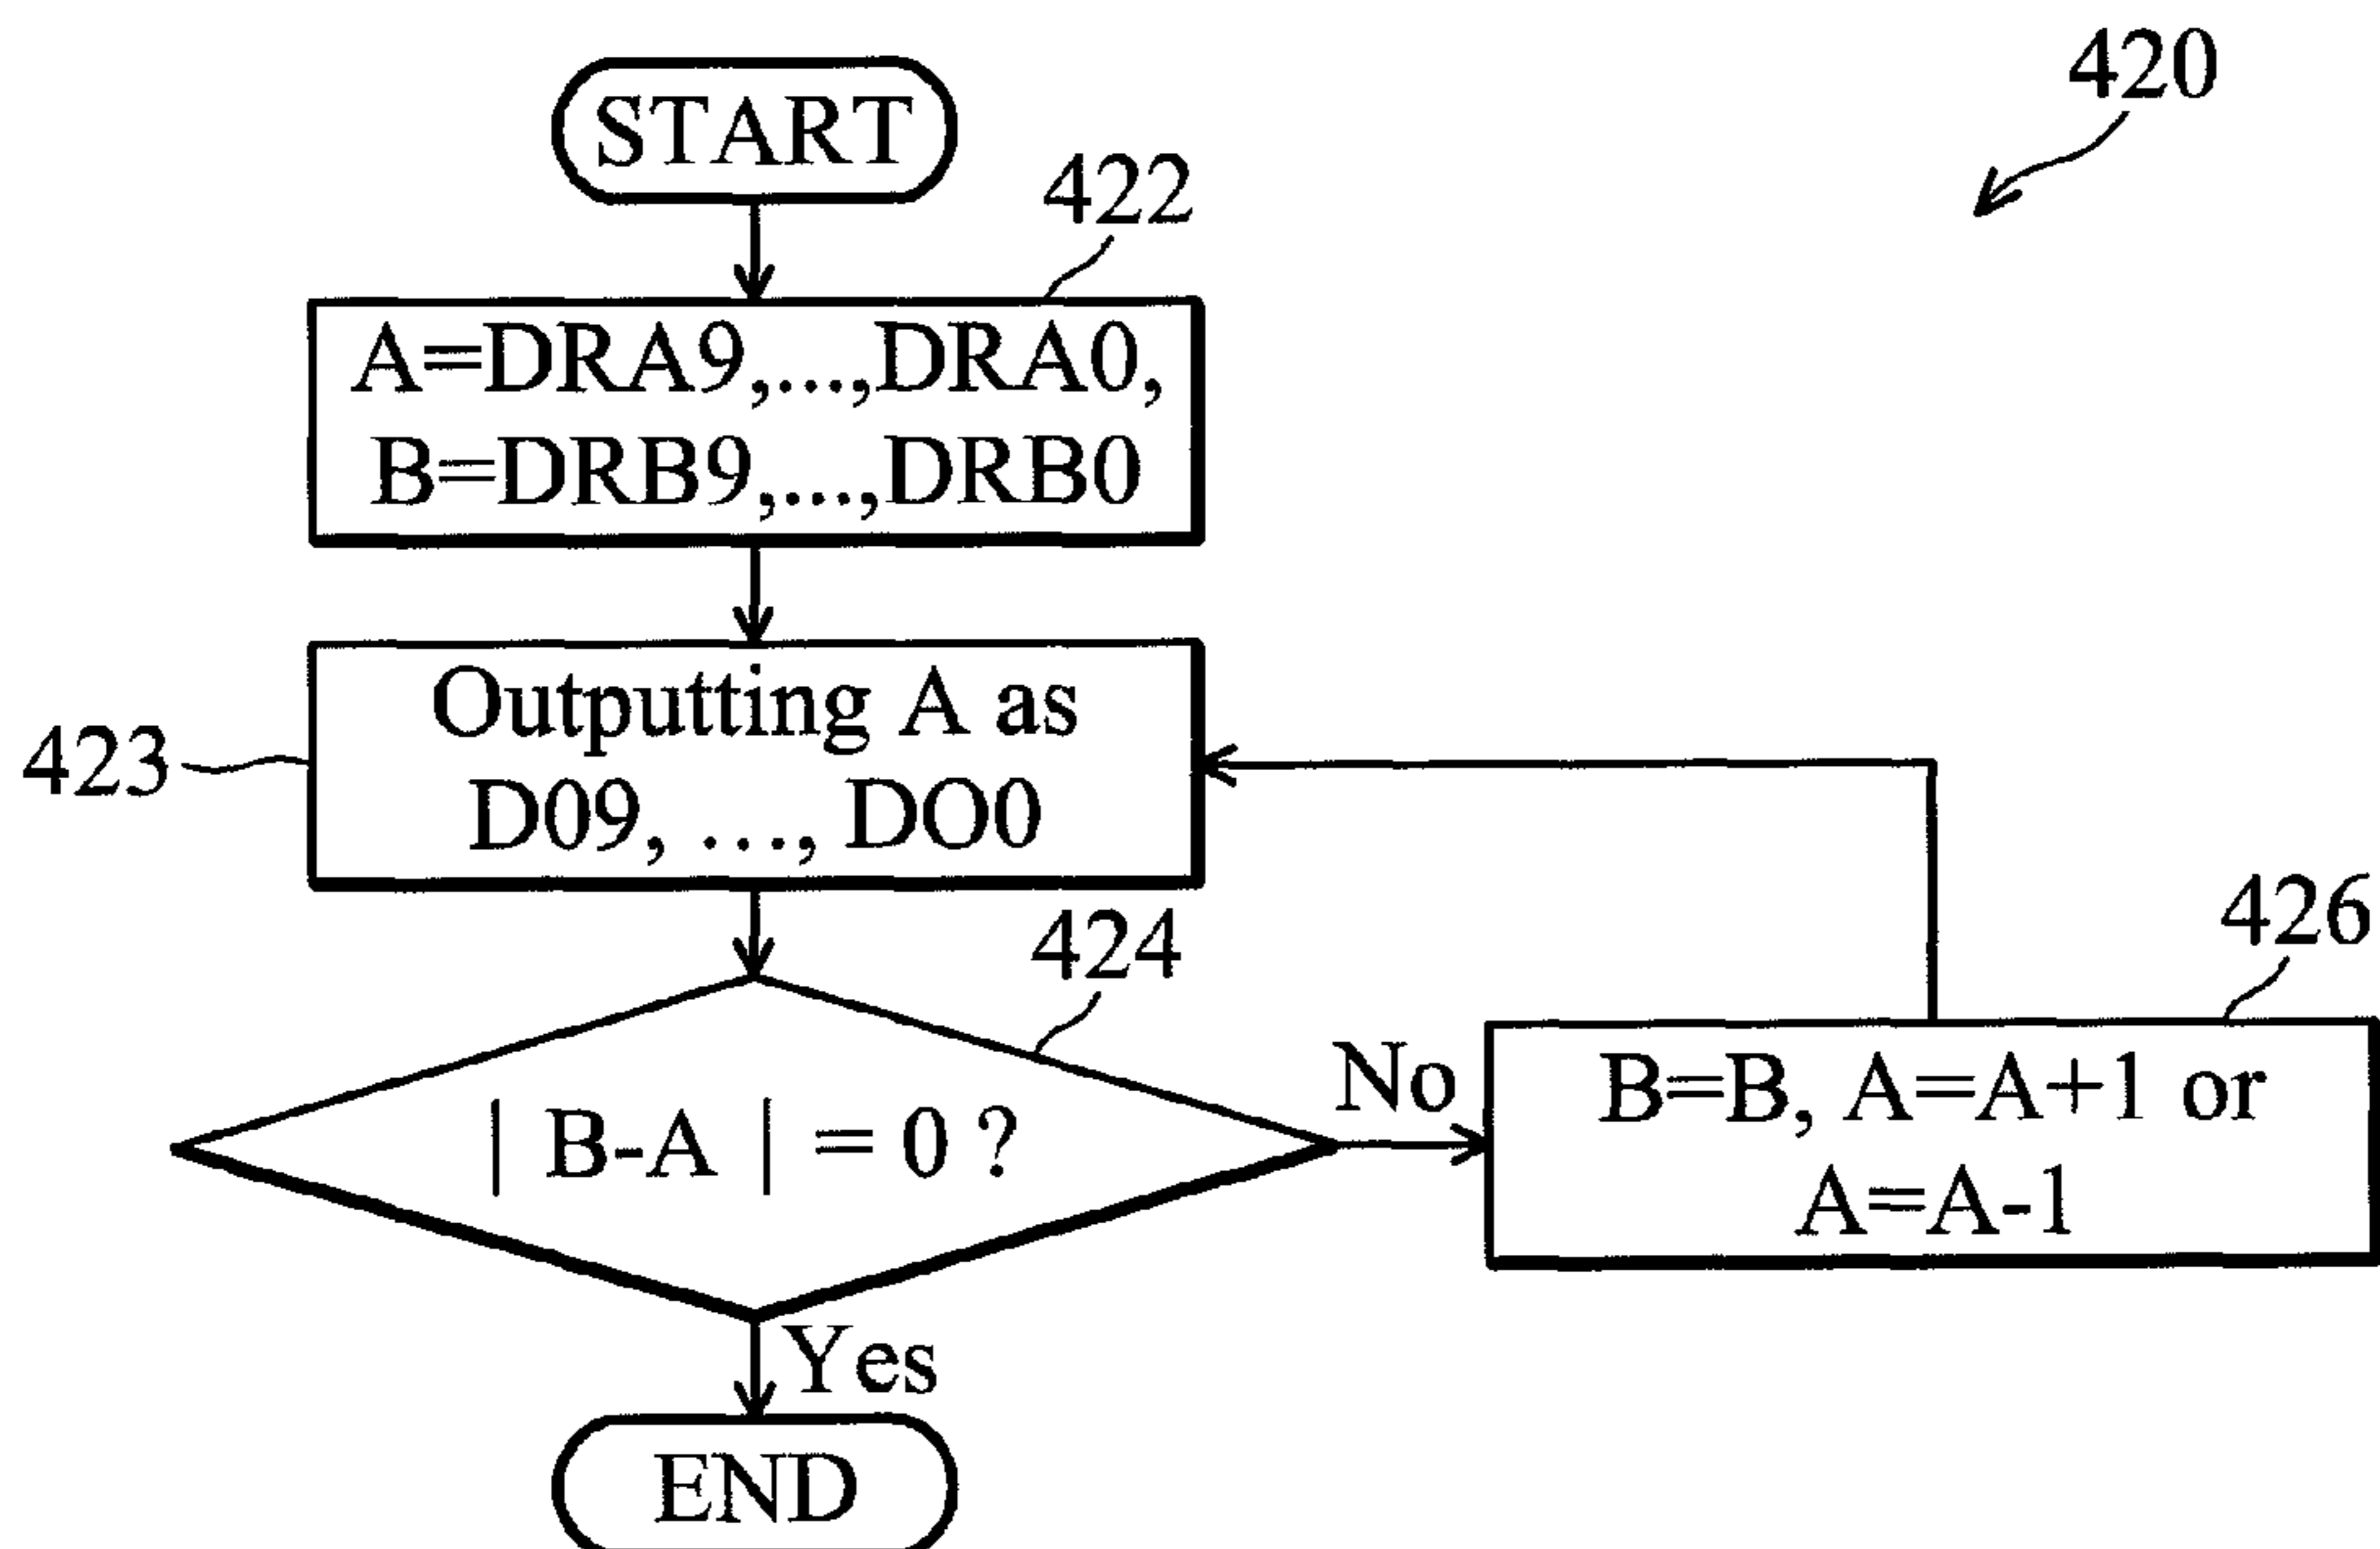 420
START
422
A=DRA9,...,DRA0,
B=DRB9,...,DRB0
423
Outputting A as
D09, ..., DO0
424
| B-A | = 0 ?
No
426
B=B, A=A+1 or
A=A-1
Yes
END